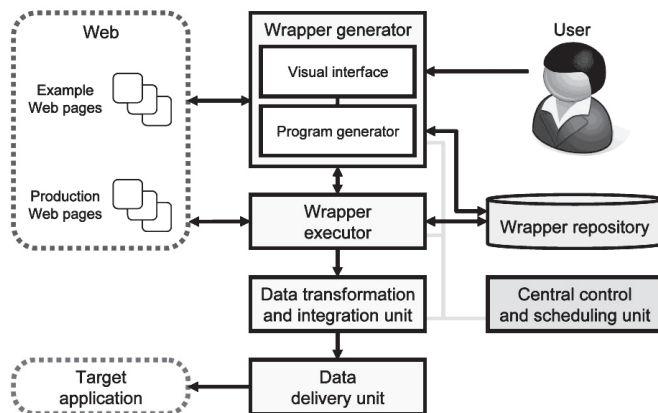 Web
Wrapper generator
User
Visual interface
Example
Web pages
Program generator
Production
Web pages
Wrapper
executor
Wrapper repository
Data transformation
and integration unit
Central control
and scheduling unit
Target
application
Data
delivery unit